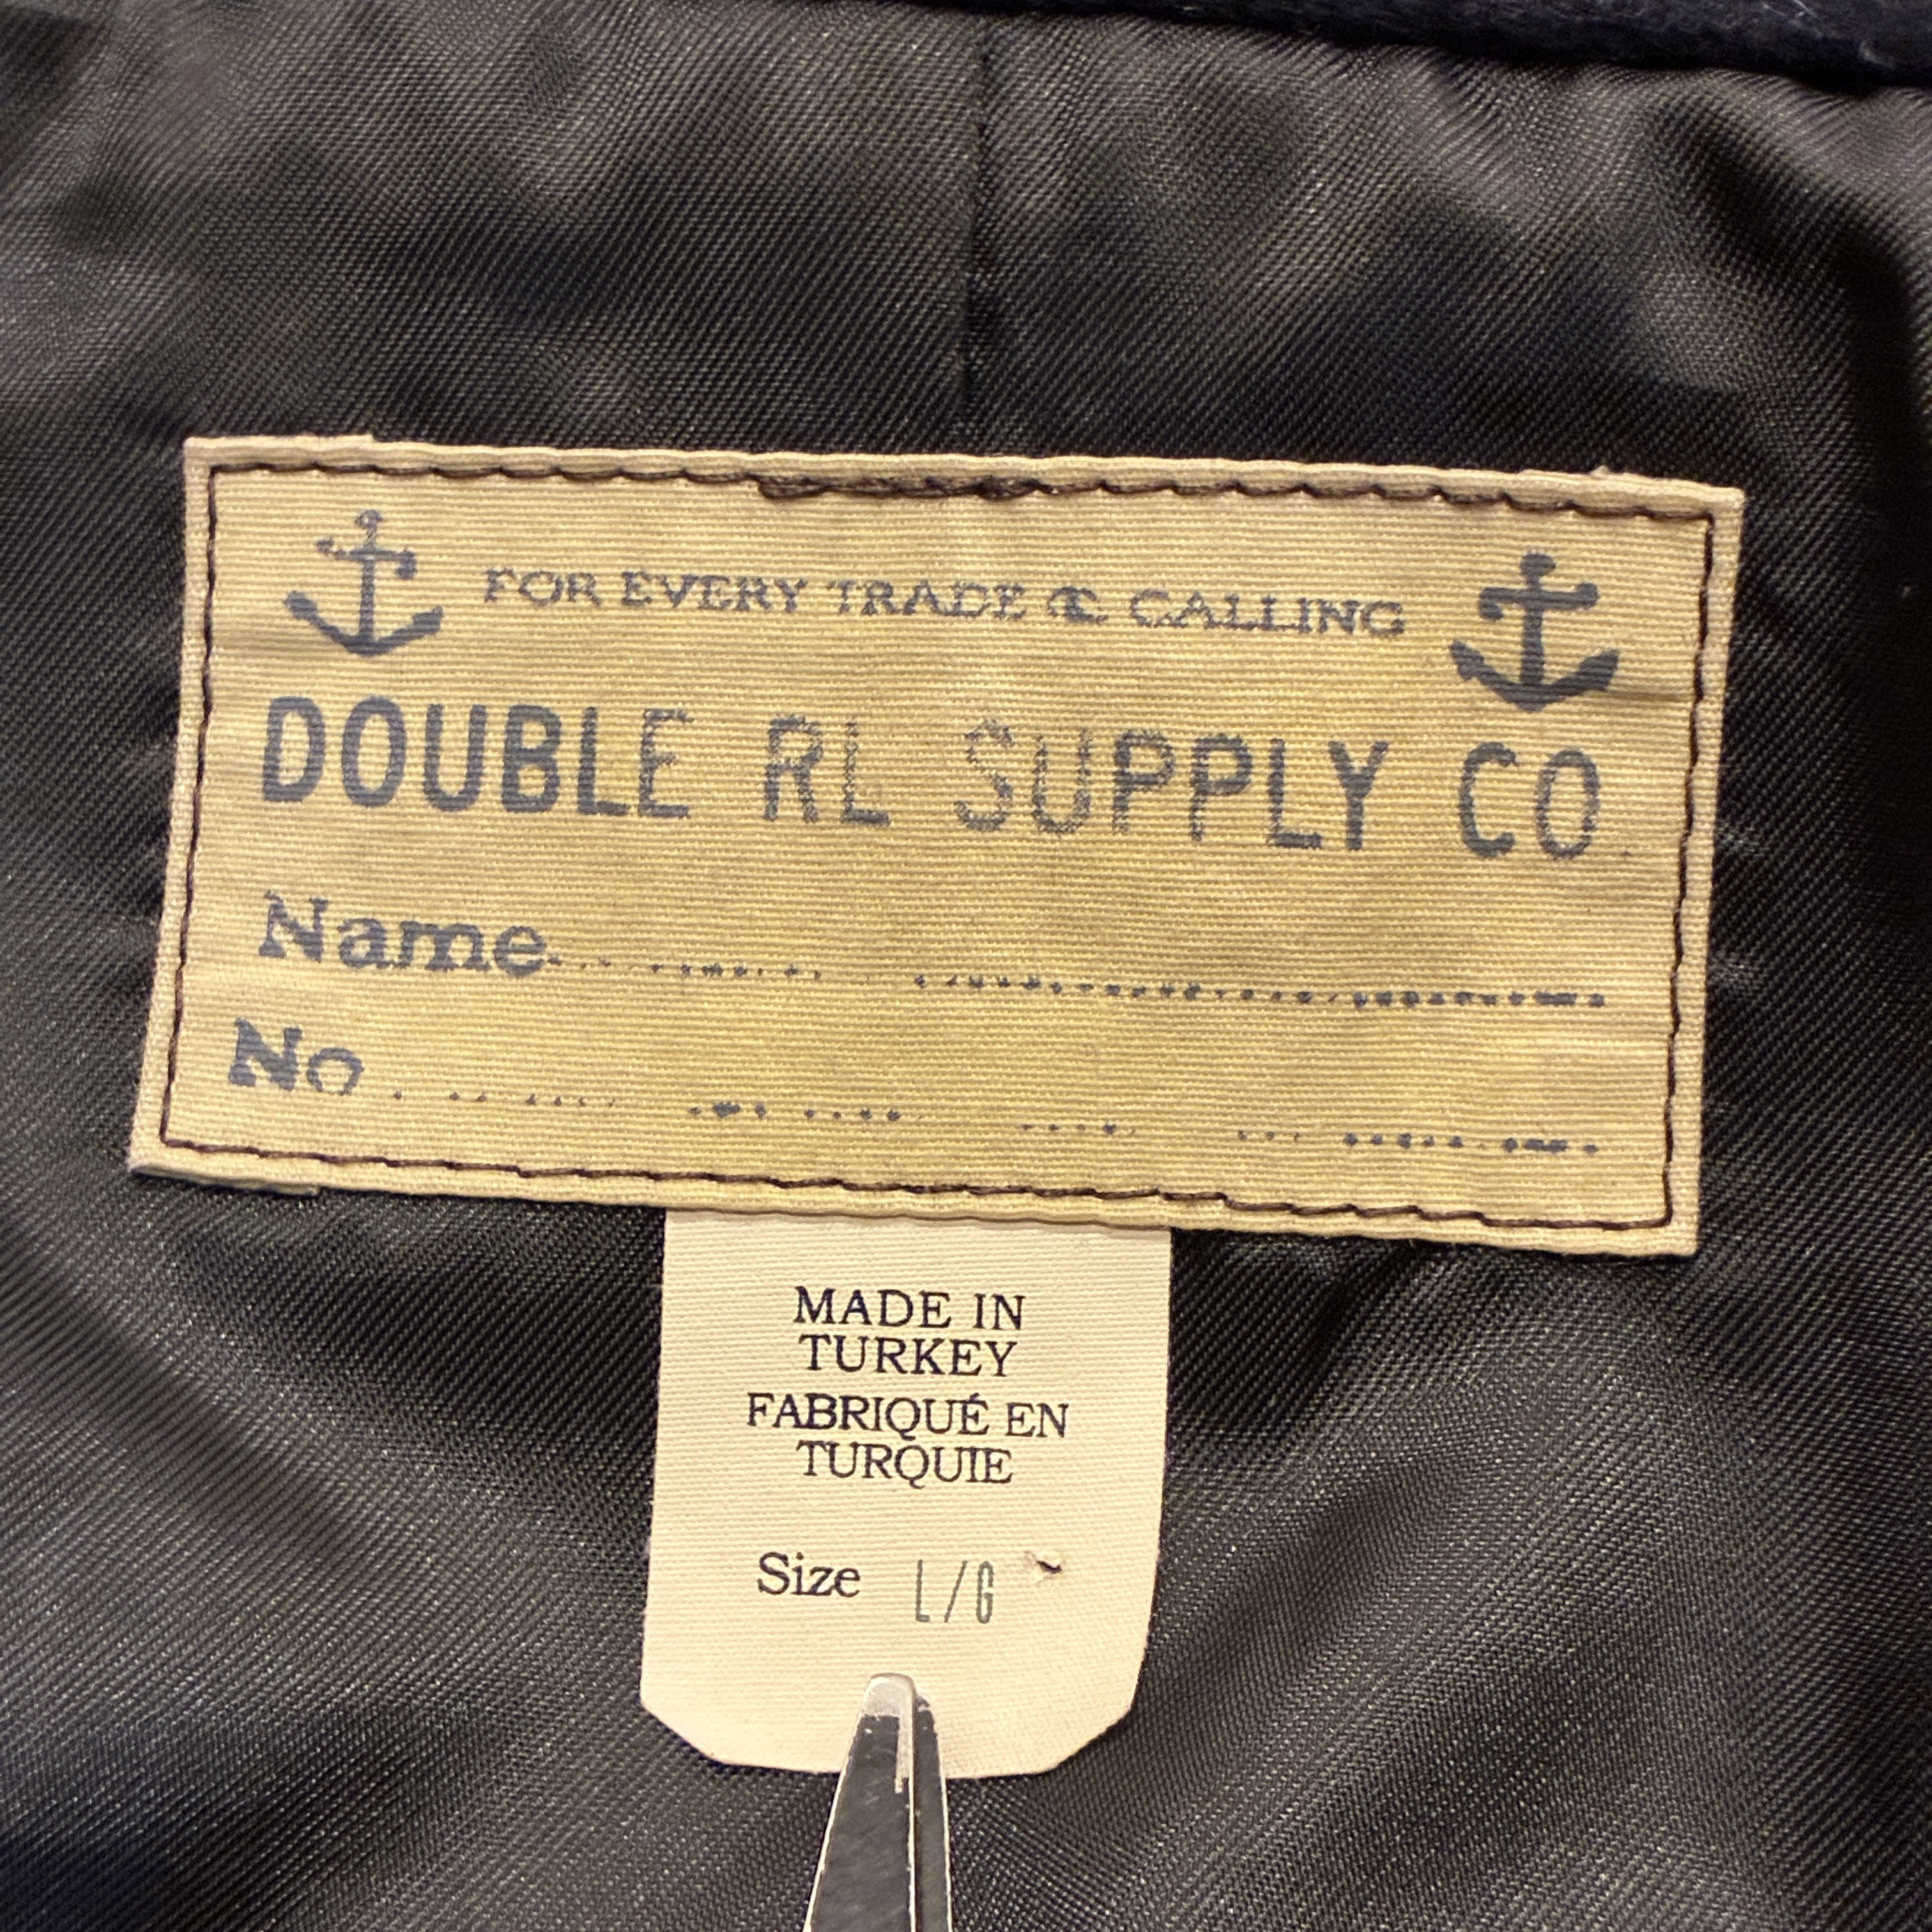 FOR EVERY TRADE & CALLING
DOUBLE RL SUPPLY CO.
Name
No
MADE IN
TURKEY
FABRIQUÉ EN
TURQUIE
Size L/G